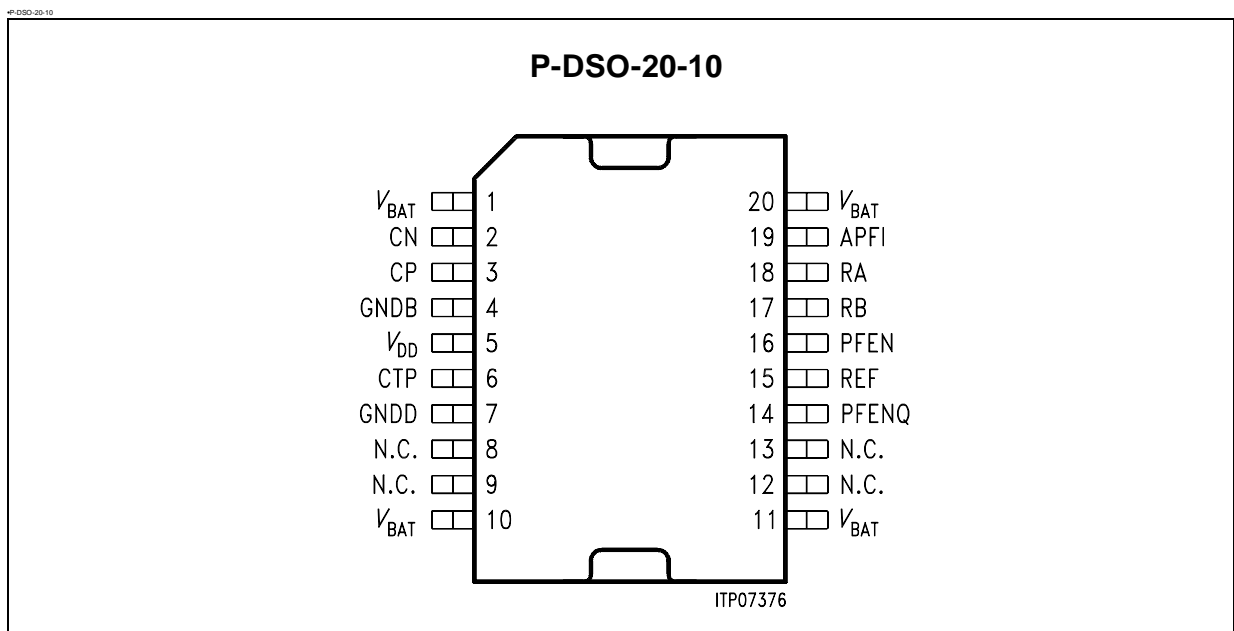 •P-DSO-20-10
P-DSO-20-10
VBAT 1 20 VBAT
CN 2 19 APFI
CP 3 18 RA
GNDB 4 17 RB
VDD 5 16 PFEN
CTP 6 15 REF
GNDD 7 14 PFENQ
N.C. 8 13 N.C.
N.C. 9 12 N.C.
VBAT 10 11 VBAT
ITP07376